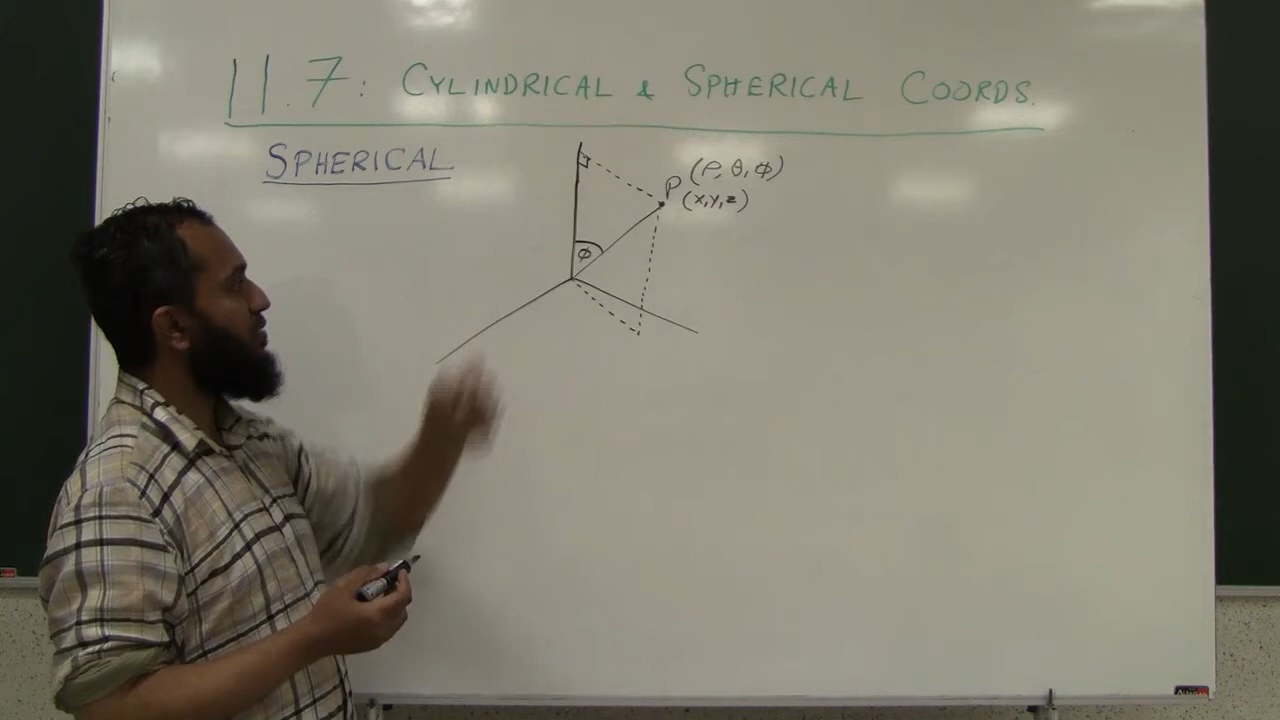 11.7: CYLINDRICAL & SPHERICAL COORDS.
SPHERICAL
P (ρ, θ, φ)
(x, y, z)
φ